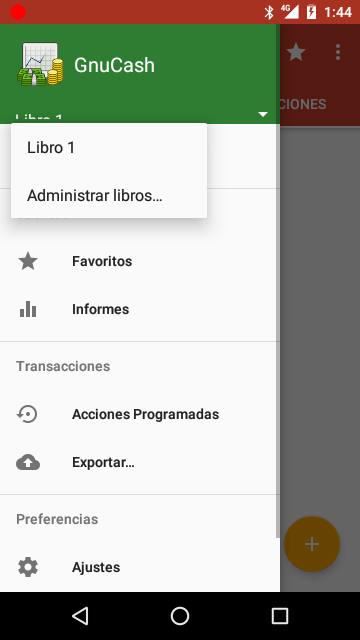 4G 1:44
GnuCash
Libro 1
CIONES
Libro 1
Administrar libros…
Favoritos
Informes
Transacciones
Acciones Programadas
Exportar…
Preferencias
Ajustes